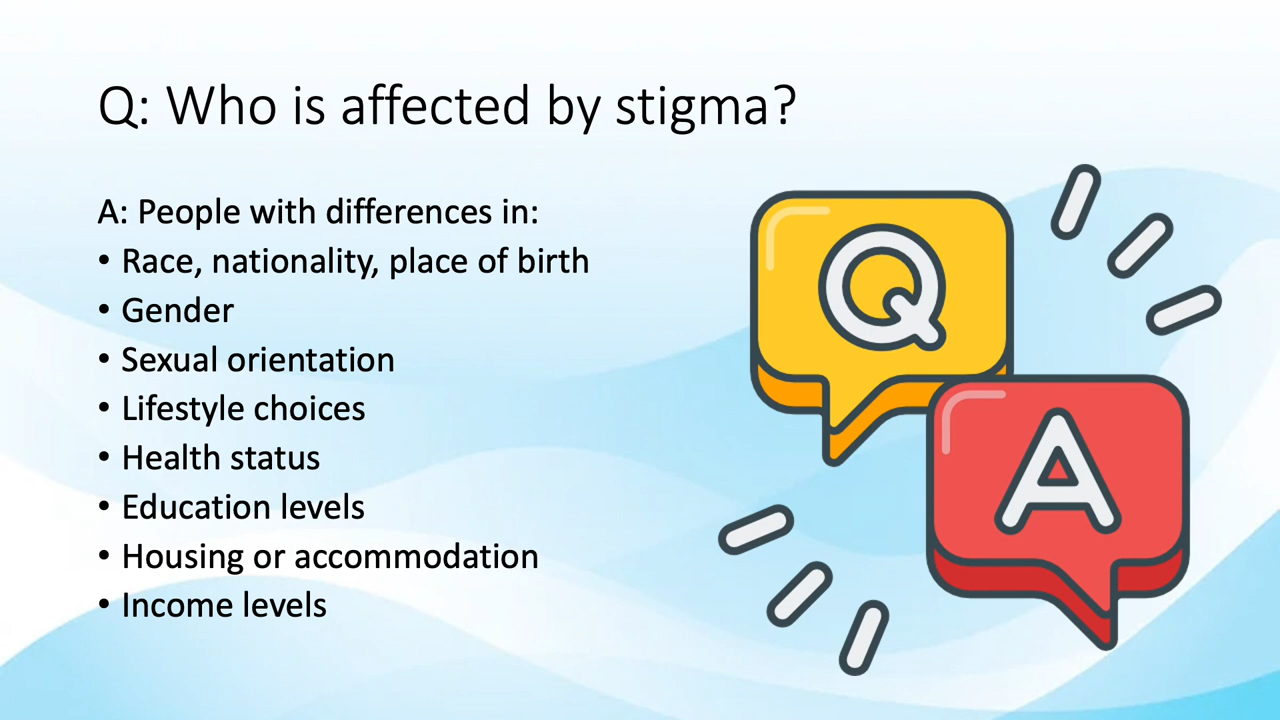 Q: Who is affected by stigma?
A: People with differences in:
• Race, nationality, place of birth
• Gender
• Sexual orientation
• Lifestyle choices
• Health status
• Education levels
• Housing or accommodation
• Income levels
Q
A